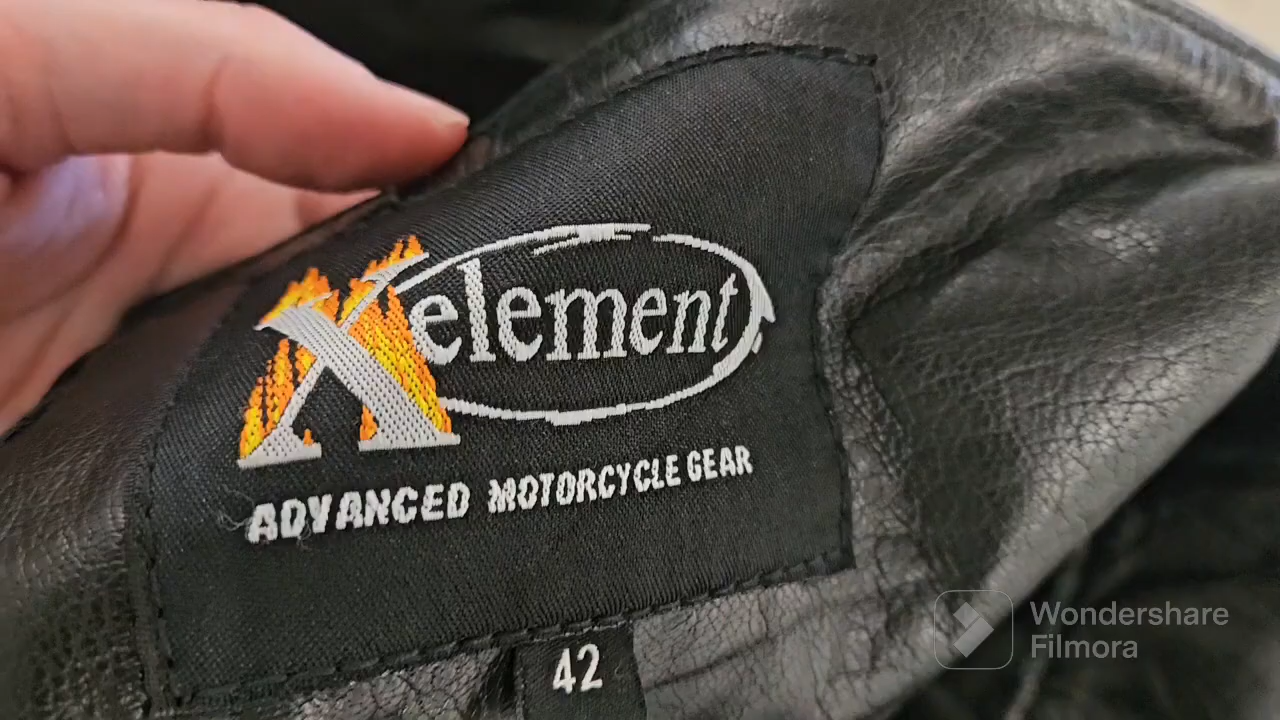 Xelement
ADVANCED MOTORCYCLE GEAR
42
Wondershare
Filmora